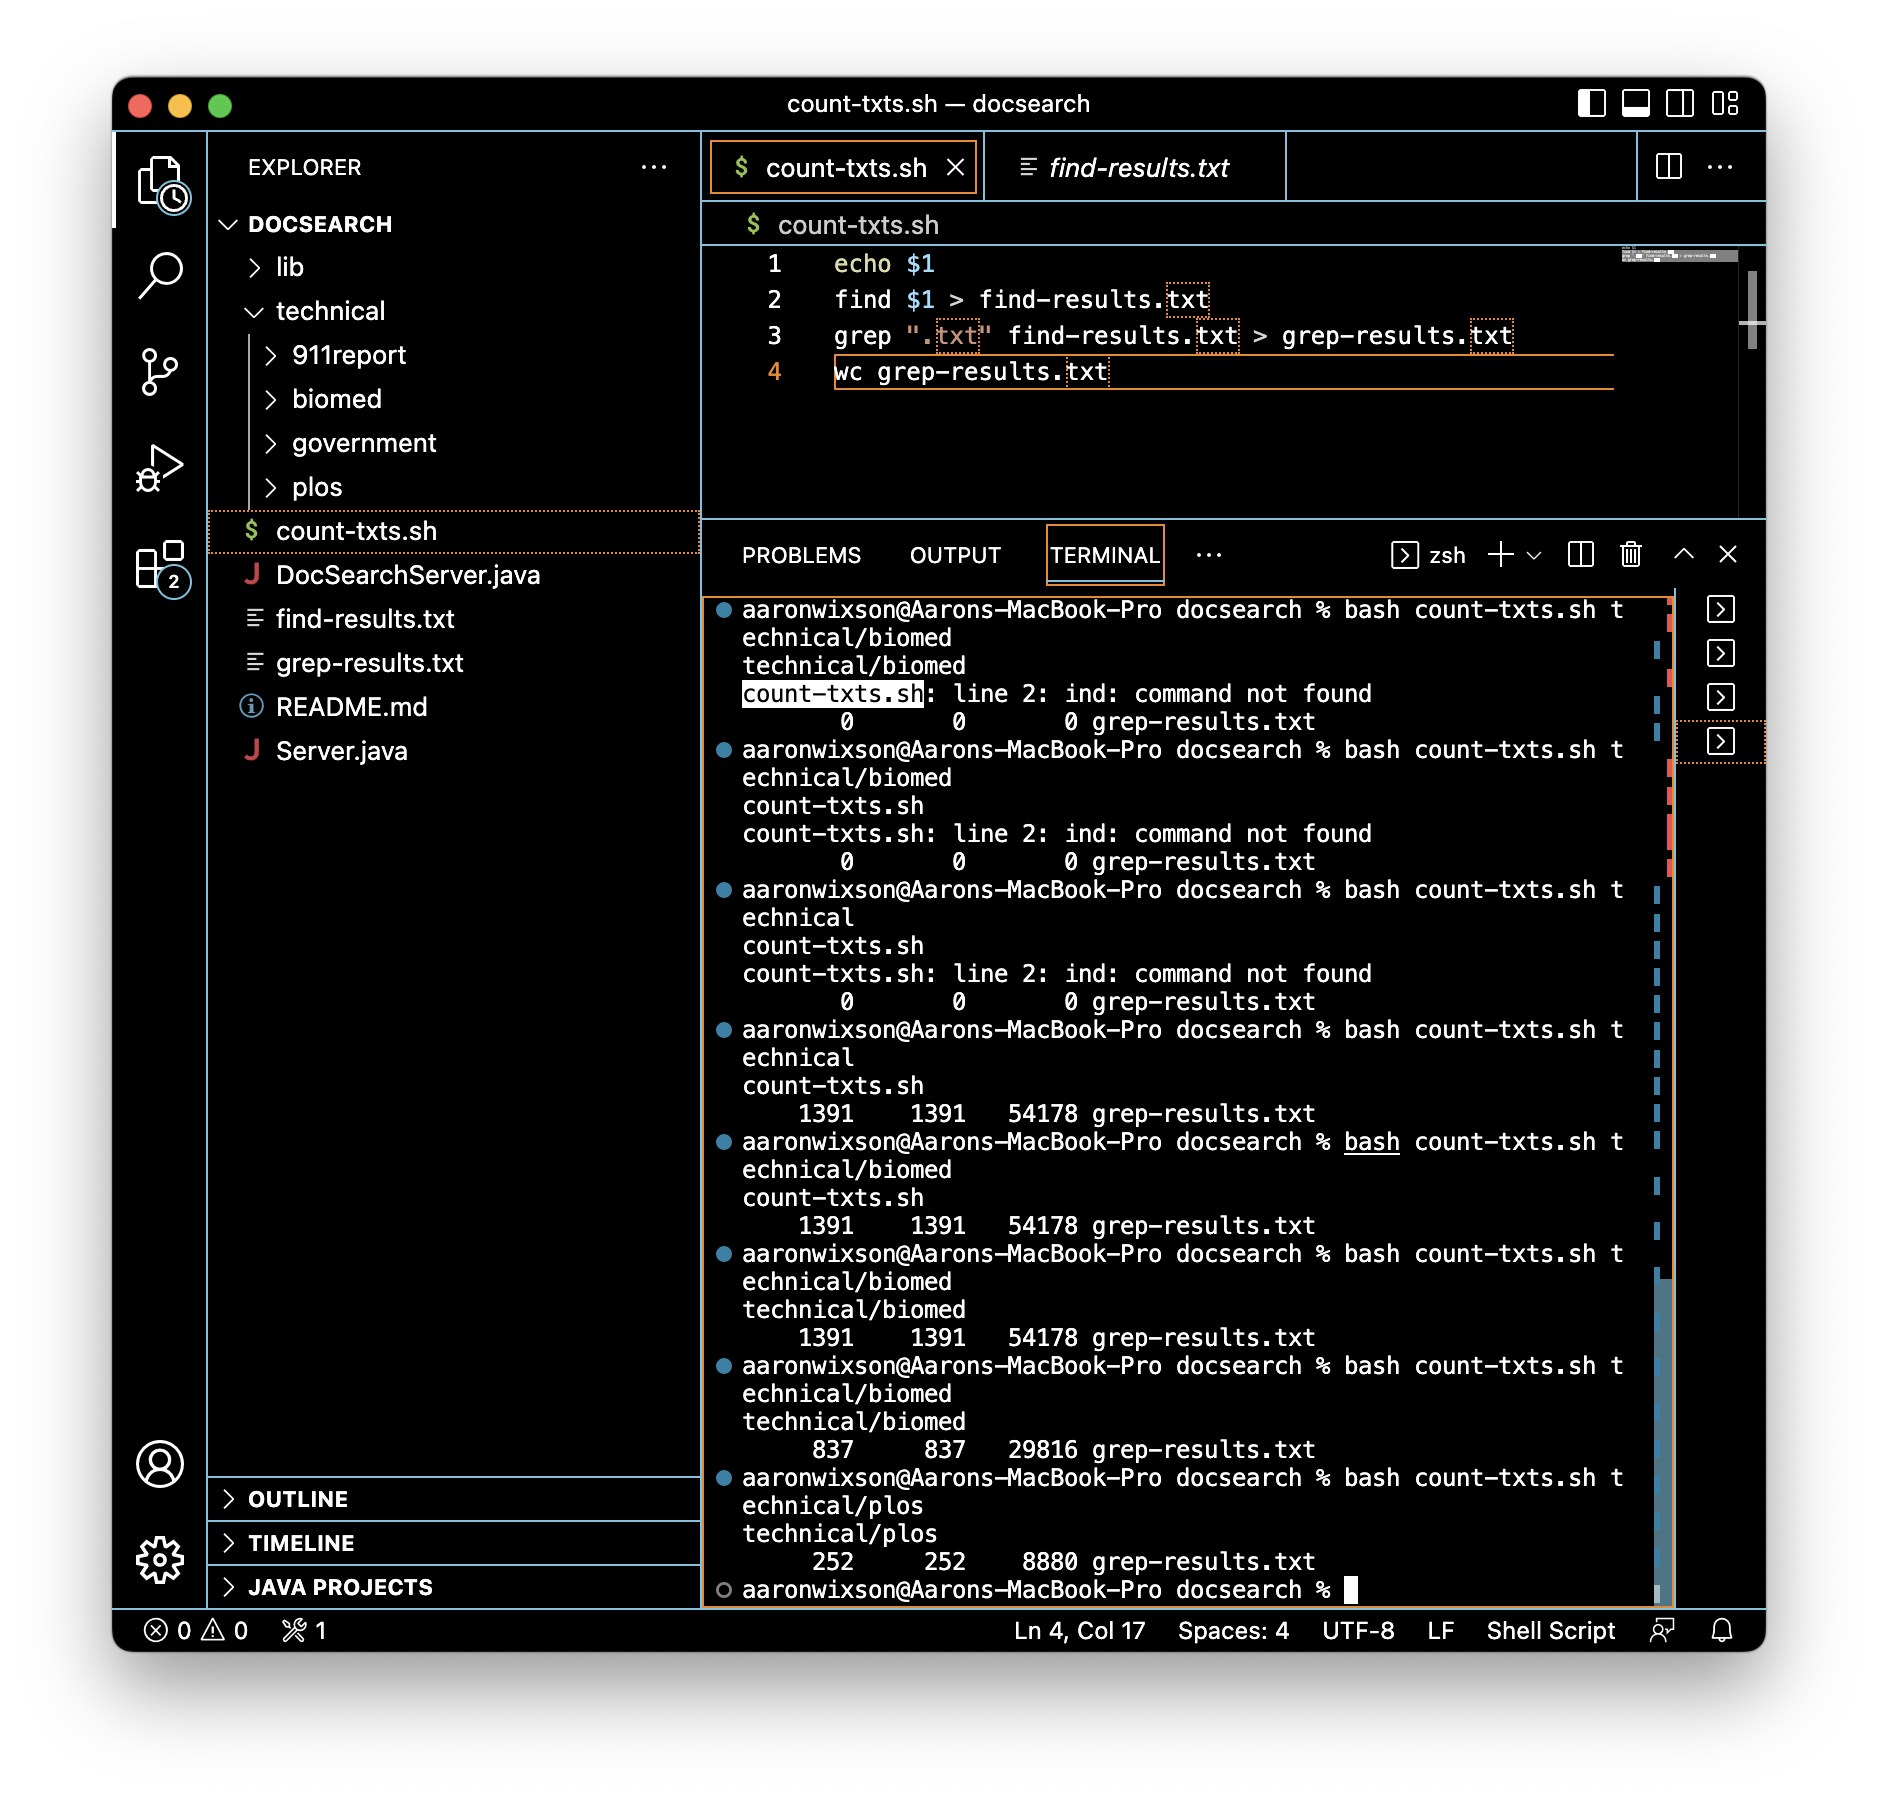 count-txts.sh — docsearch
EXPLORER
DOCSEARCH
lib
technical
911report
biomed
government
plos
$ count-txts.sh
J DocSearchServer.java
find-results.txt
grep-results.txt
README.md
J Server.java
2
OUTLINE
TIMELINE
JAVA PROJECTS
$ count-txts.sh
find-results.txt
$ count-txts.sh
1 echo $1
2 find $1 > find-results.txt
3 grep ".txt" find-results.txt > grep-results.txt
4 wc grep-results.txt
PROBLEMS OUTPUT TERMINAL zsh
aaronwixson@Aarons-MacBook-Pro docsearch % bash count-txts.sh t
echnical/biomed
technical/biomed
count-txts.sh: line 2: ind: command not found
0 0 0 grep-results.txt
aaronwixson@Aarons-MacBook-Pro docsearch % bash count-txts.sh t
echnical/biomed
count-txts.sh
count-txts.sh: line 2: ind: command not found
0 0 0 grep-results.txt
aaronwixson@Aarons-MacBook-Pro docsearch % bash count-txts.sh t
echnical
count-txts.sh
count-txts.sh: line 2: ind: command not found
0 0 0 grep-results.txt
aaronwixson@Aarons-MacBook-Pro docsearch % bash count-txts.sh t
echnical
count-txts.sh
1391 1391 54178 grep-results.txt
aaronwixson@Aarons-MacBook-Pro docsearch % bash count-txts.sh t
echnical/biomed
count-txts.sh
1391 1391 54178 grep-results.txt
aaronwixson@Aarons-MacBook-Pro docsearch % bash count-txts.sh t
echnical/biomed
technical/biomed
1391 1391 54178 grep-results.txt
aaronwixson@Aarons-MacBook-Pro docsearch % bash count-txts.sh t
echnical/biomed
technical/biomed
837 837 29816 grep-results.txt
aaronwixson@Aarons-MacBook-Pro docsearch % bash count-txts.sh t
echnical/plos
technical/plos
252 252 8880 grep-results.txt
aaronwixson@Aarons-MacBook-Pro docsearch %
0 0 1 Ln 4, Col 17 Spaces: 4 UTF-8 LF Shell Script